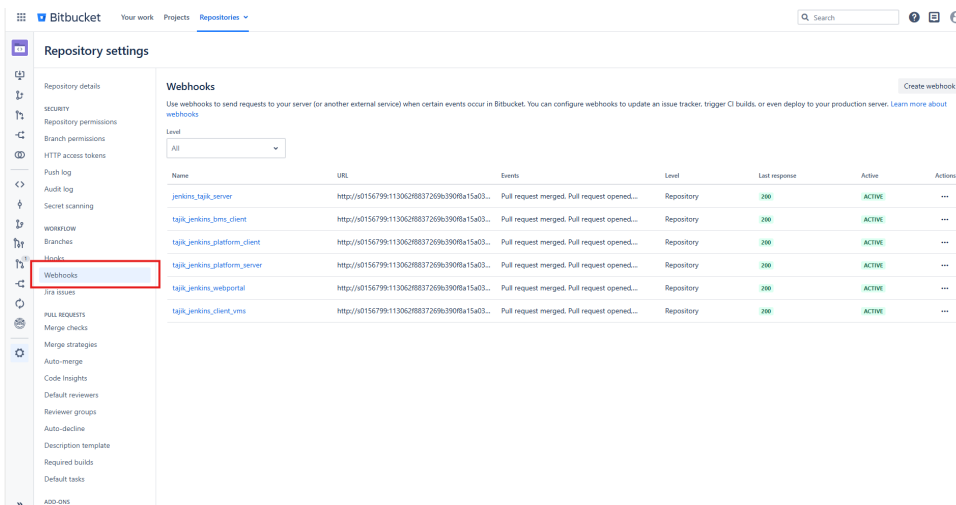 Bitbucket Your work Projects Repositories Search
Repository settings
Repository details
SECURITY
Repository permissions
Branch permissions
HTTP access tokens
Push log
Audit log
Secret scanning
WORKFLOW
Branches
Hooks
Webhooks
Jira issues
PULL REQUESTS
Merge checks
Merge strategies
Auto-merge
Code Insights
Default reviewers
Reviewer groups
Auto-decline
Description template
Required builds
Default tasks
ADD-ONS
1
Webhooks Create webhook
Use webhooks to send requests to your server (or another external service) when certain events occur in Bitbucket. You can configure webhooks to update an issue tracker, trigger CI builds, or even deploy to your production server. Learn more about
webhooks
Level
All
Name URL Events Level Last response Active Actions
jenkins_tajik_server http://s0156799:113062f8837269b390f8a15a03... Pull request merged, Pull request opened,... Repository 200 ACTIVE ...
tajik_jenkins_bms_client http://s0156799:113062f8837269b390f8a15a03... Pull request merged, Pull request opened,... Repository 200 ACTIVE ...
tajik_jenkins_platform_client http://s0156799:113062f8837269b390f8a15a03... Pull request merged, Pull request opened,... Repository 200 ACTIVE ...
tajik_jenkins_platform_server http://s0156799:113062f8837269b390f8a15a03... Pull request merged, Pull request opened,... Repository 200 ACTIVE ...
tajik_jenkins_webportal http://s0156799:113062f8837269b390f8a15a03... Pull request merged, Pull request opened,... Repository 200 ACTIVE ...
tajik_jenkins_client_vms http://s0156799:113062f8837269b390f8a15a03... Pull request merged, Pull request opened,... Repository 200 ACTIVE ...